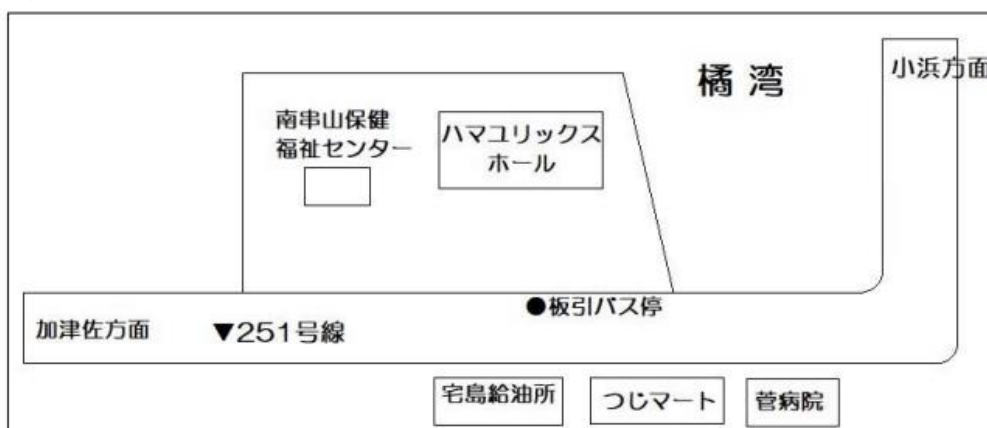 橘 湾
小浜方面
南串山保健
福祉センター
ハマユリックス
ホール
●板引バス停
加津佐方面
▼251号線
宅島給油所
つじマート
菅病院